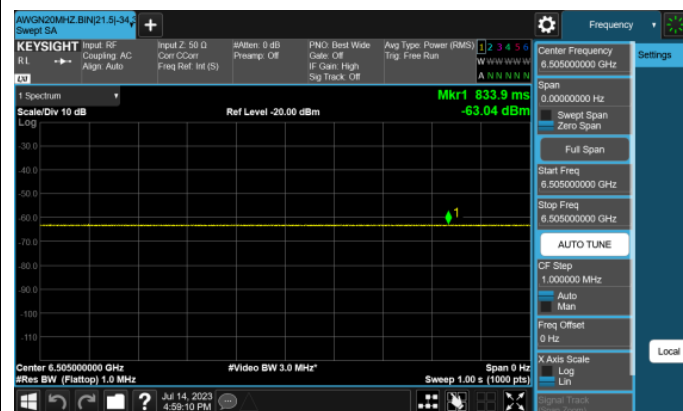 AWGN20MHZ.BIN|21.5|-34,3
Swept SA
Frequency
Settings
KEYSIGHT
RL
Input: RF
Coupling: AC
Align: Auto
Input Z: 50 Ω
Corr CCorr
Freq Ref: Int (S)
#Atten: 0 dB
Preamp: Off
PNO: Best Wide
Gate: Off
IF Gain: High
Sig Track: Off
Avg Type: Power (RMS)
Trig: Free Run
1 2 3 4 5 6
W W W W W W
A N N N N N
LXI
1 Spectrum
Scale/Div 10 dB
Log
Ref Level -20.00 dBm
Mkr1 833.9 ms
-63.04 dBm
-30.0
-40.0
-50.0
-60.0
-70.0
-80.0
-90.0
-100
-110
1
Center 6.505000000 GHz
#Res BW (Flattop) 1.0 MHz
#Video BW 3.0 MHz*
Span 0 Hz
Sweep 1.00 s (1000 pts)
Jul 14, 2023
4:59:10 PM
Center Frequency
6.505000000 GHz
Span
0.00000000 Hz
Swept Span
Zero Span
Full Span
Start Freq
6.505000000 GHz
Stop Freq
6.505000000 GHz
AUTO TUNE
CF Step
1.000000 MHz
Auto
Man
Freq Offset
0 Hz
X Axis Scale
Log
Lin
Signal Track
Local